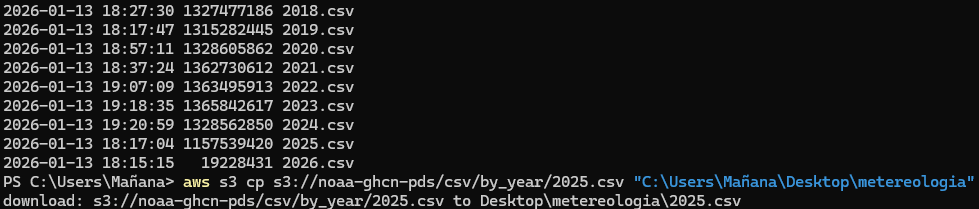 2026-01-13 18:27:30 1327477186 2018.csv
2026-01-13 18:17:47 1315282445 2019.csv
2026-01-13 18:57:11 1328605862 2020.csv
2026-01-13 18:37:24 1362730612 2021.csv
2026-01-13 19:07:09 1363495913 2022.csv
2026-01-13 19:18:35 1365842617 2023.csv
2026-01-13 19:20:59 1328562850 2024.csv
2026-01-13 18:17:04 1157539420 2025.csv
2026-01-13 18:15:15   19228431 2026.csv
PS C:\Users\Mañana> aws s3 cp s3://noaa-ghcn-pds/csv/by_year/2025.csv "C:\Users\Mañana\Desktop\metereologia"
download: s3://noaa-ghcn-pds/csv/by_year/2025.csv to Desktop\metereologia\2025.csv